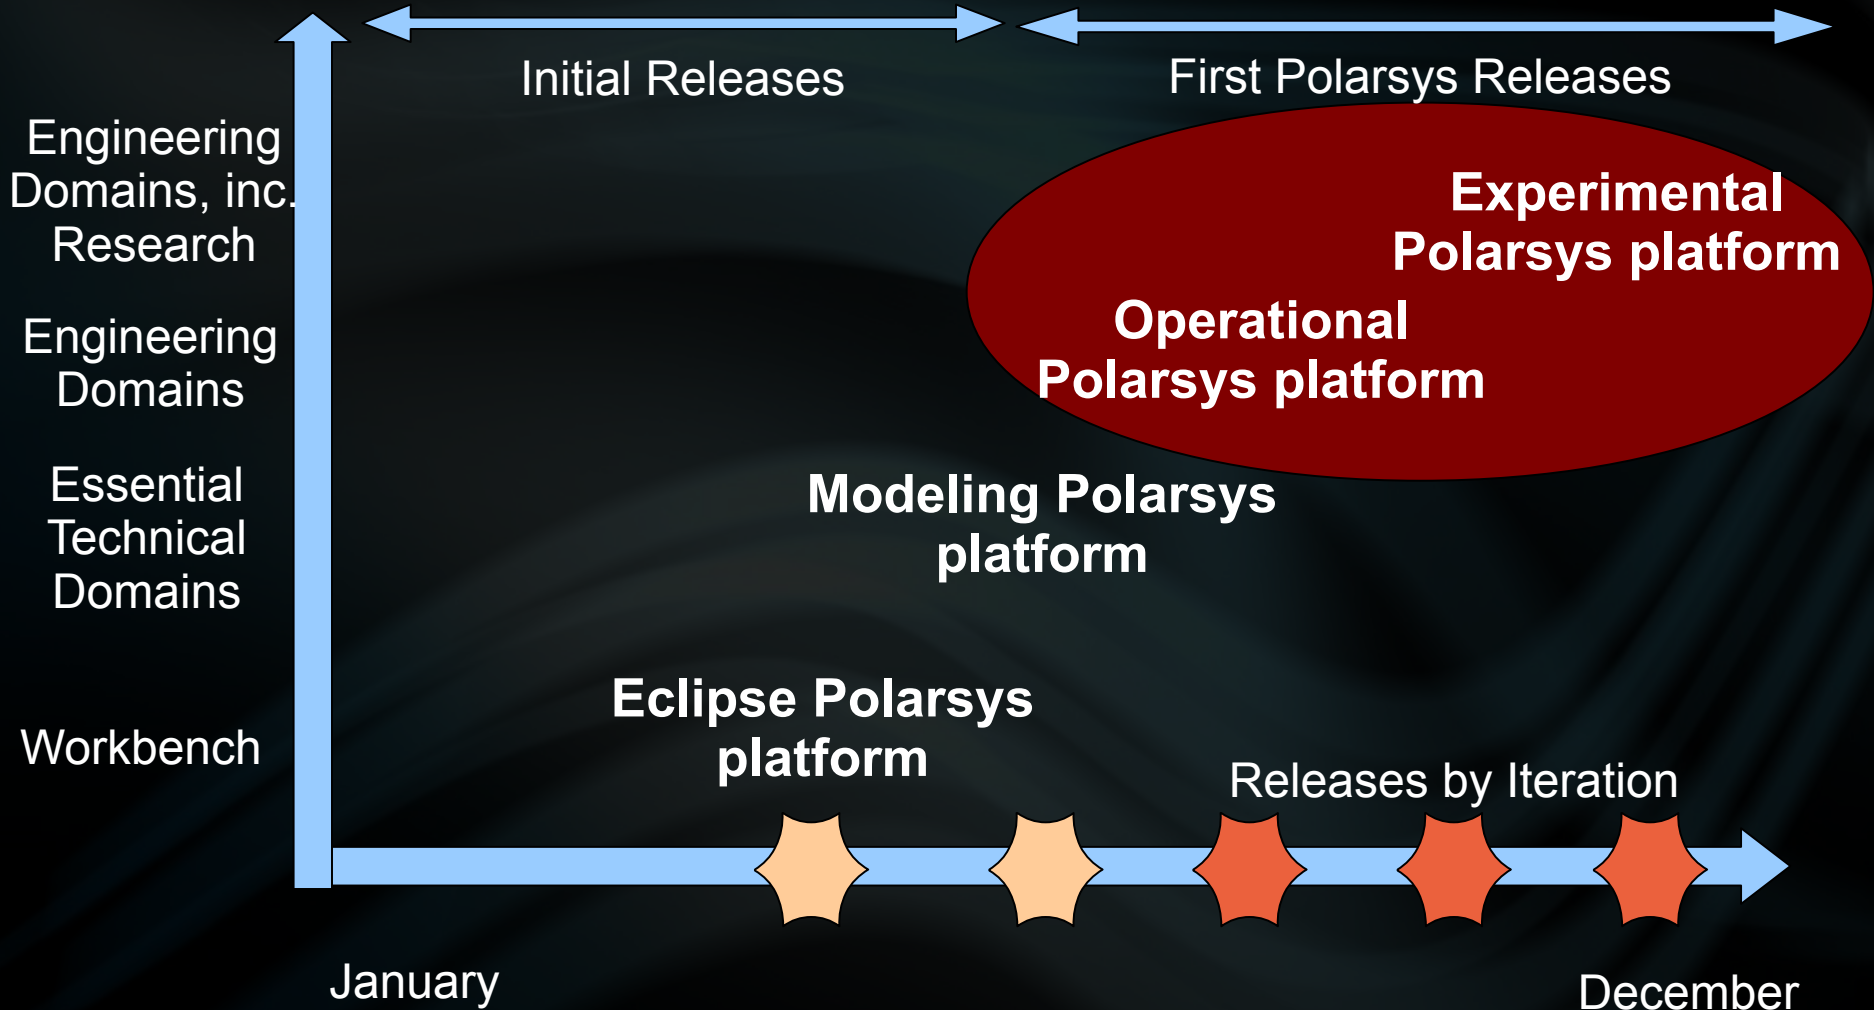 Initial Releases
First Polarsys Releases
Engineering
Domains, inc.
Research
Experimental
Polarsys platform
Engineering
Domains
Operational
Polarsys platform
Essential
Technical
Domains
Modeling Polarsys
platform
Workbench
Eclipse Polarsys
platform
Releases by Iteration
January
December